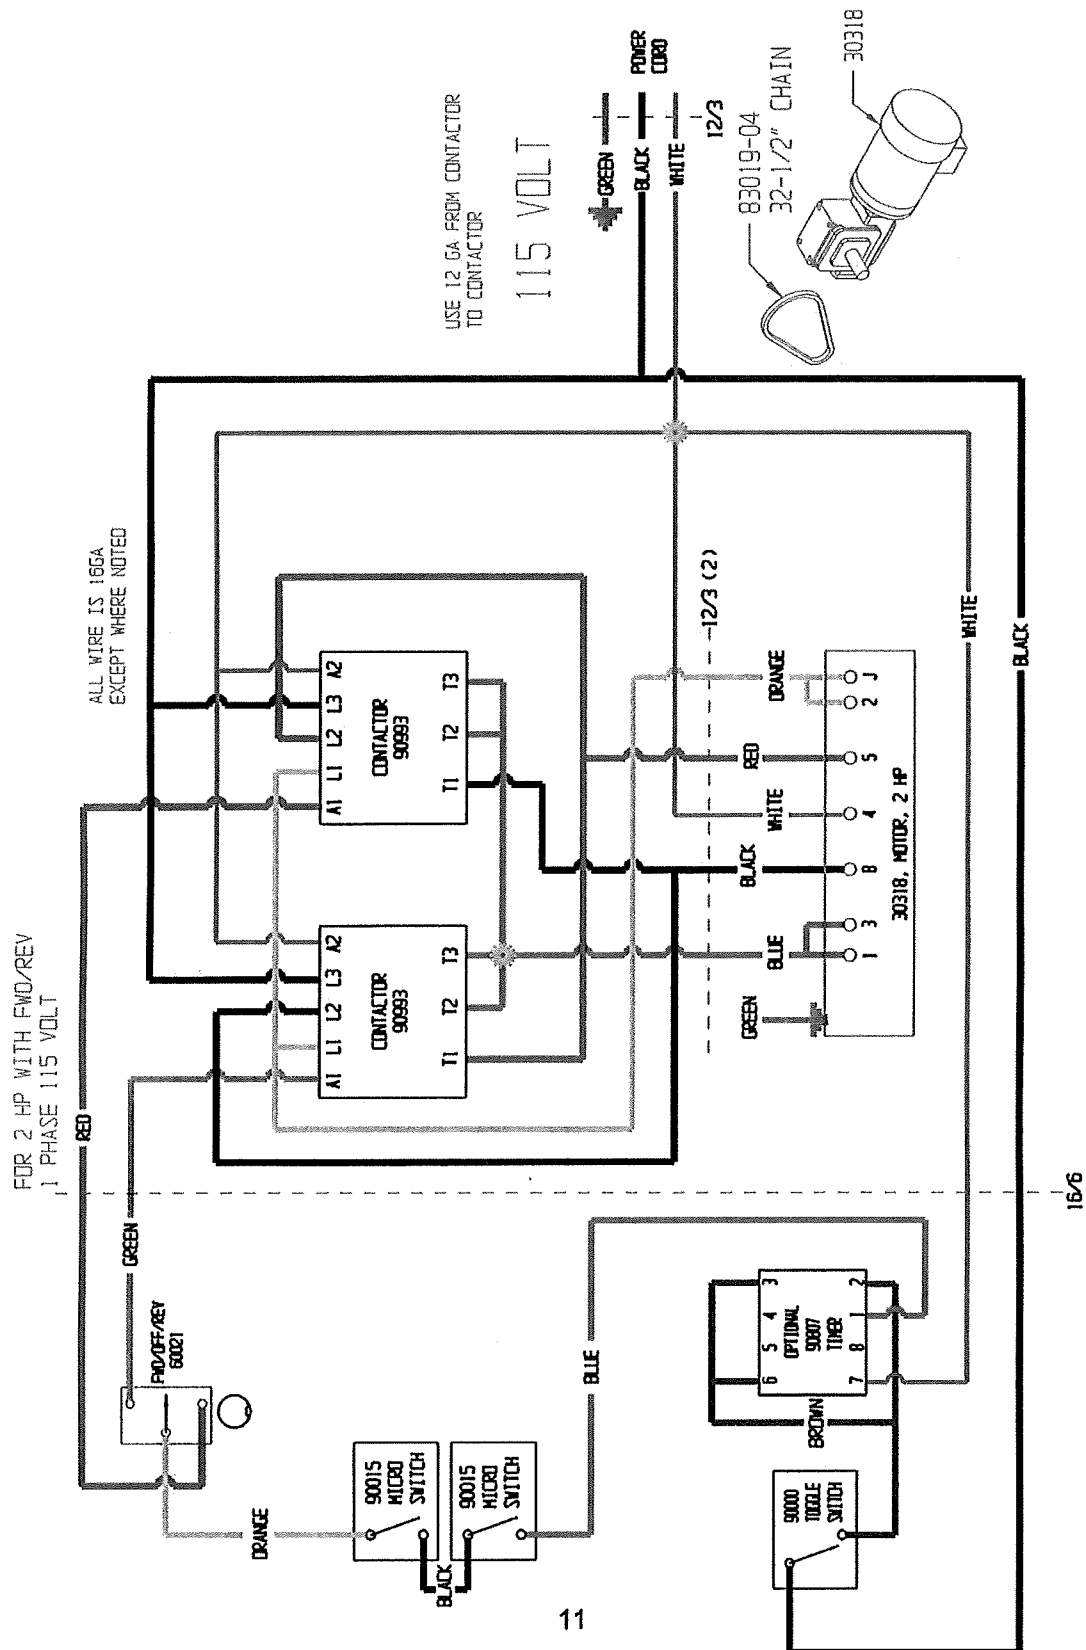 FOR 2 HP WITH FWD/REV
1 PHASE 115 VOLT
ALL WIRE IS 16GA
EXCEPT WHERE NOTED
USE 12 GA FROM CONTACTOR
TO CONTACTOR
115 VOLT
POWER
CORD
GREEN
BLACK
WHITE
12/3
83019-04
32-1/2" CHAIN
30318
RED
GREEN
FWD/OFF/REV
60021
ORANGE
A1 L1 L2 L3 A2
CONTACTOR
90993
T1 T2 T3
A1 L1 L2 L3 A2
CONTACTOR
90993
T1 T2 T3
12/3 (2)
GREEN
BLUE
BLACK
WHITE
RED
ORANGE
1 3 8 4 5 2 J
30318, MOTOR, 2 HP
90015
MICRO
SWITCH
BLACK
90015
MICRO
SWITCH
BLUE
6 5 4 3
OPTIONAL
90807
TIMER
7 8 1 2
BROWN
90000
TOGGLE
SWITCH
WHITE
BLACK
16/6
11